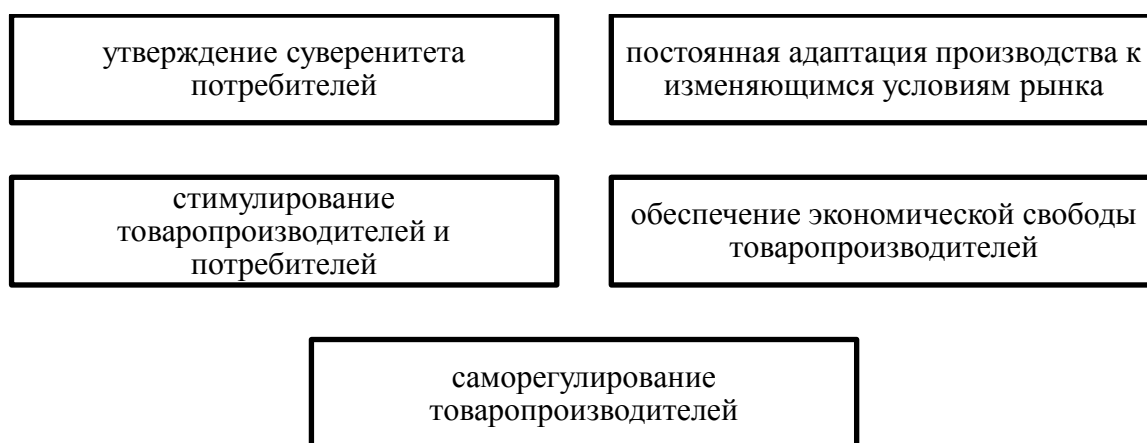 утверждение суверенитета
потребителей
постоянная адаптация производства к
изменяющимся условиям рынка
стимулирование
товаропроизводителей и
потребителей
обеспечение экономической свободы
товаропроизводителей
саморегулирование
товаропроизводителей